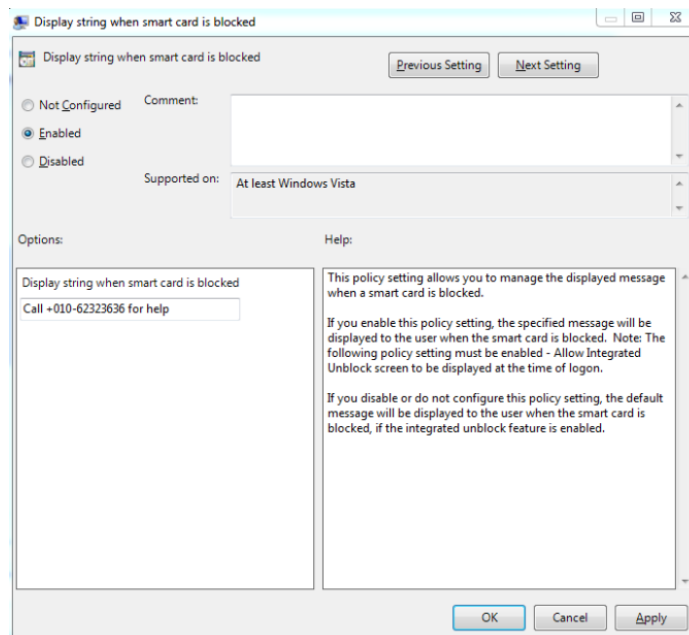 Display string when smart card is blocked
Display string when smart card is blocked
Previous Setting
Next Setting
Not Configured
Comment:
Enabled
Disabled
Supported on:
At least Windows Vista
Options:
Help:
Display string when smart card is blocked
Call +010-62323636 for help
This policy setting allows you to manage the displayed message
when a smart card is blocked.
If you enable this policy setting, the specified message will be
displayed to the user when the smart card is blocked.  Note: The
following policy setting must be enabled - Allow Integrated
Unblock screen to be displayed at the time of logon.
If you disable or do not configure this policy setting, the default
message will be displayed to the user when the smart card is
blocked, if the integrated unblock feature is enabled.
OK
Cancel
Apply